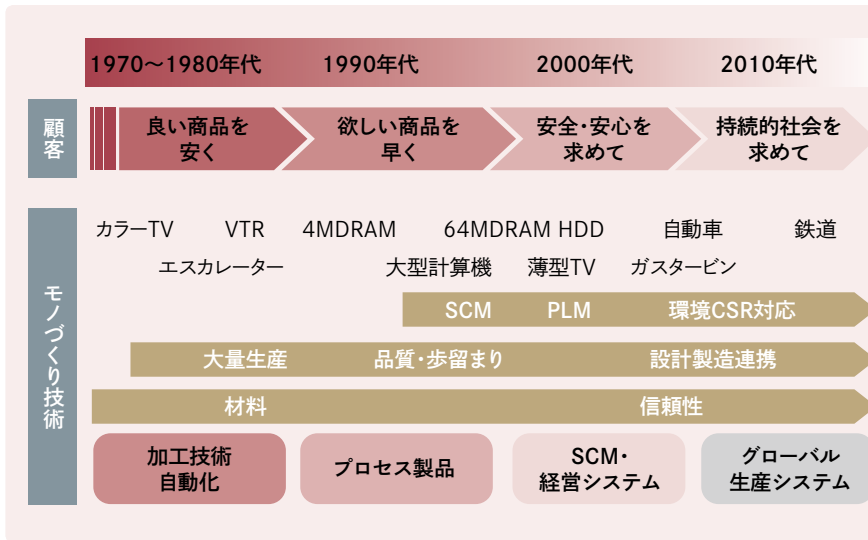 1970～1980年代 1990年代 2000年代 2010年代
顧客
良い商品を
安く
欲しい商品を
早く
安全・安心を
求めて
持続的社会を
求めて
モノづくり技術
カラーTV VTR 4MDRAM 64MDRAM HDD 自動車 鉄道
エスカレーター 大型計算機 薄型TV ガスタービン
SCM PLM 環境CSR対応
大量生産 品質・歩留まり 設計製造連携
材料 信頼性
加工技術
自動化
プロセス製品
SCM・
経営システム
グローバル
生産システム